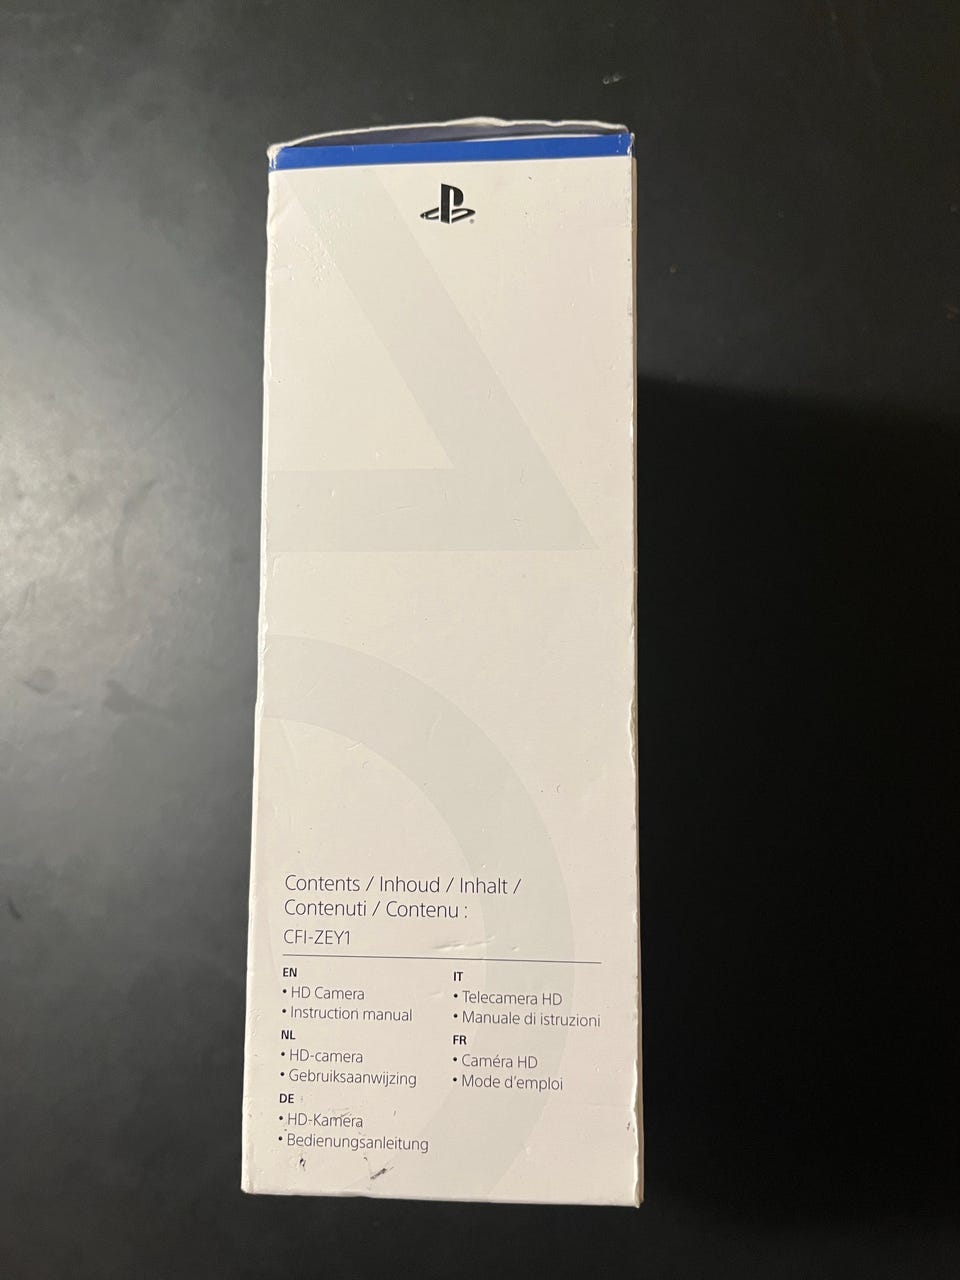 Contents / Inhoud / Inhalt /
Contenuti / Contenu :
CFI-ZEY1
EN
• HD Camera
• Instruction manual
NL
• HD-camera
• Gebruiksaanwijzing
DE
• HD-Kamera
• Bedienungsanleitung
IT
• Telecamera HD
• Manuale di istruzioni
FR
• Caméra HD
• Mode d'emploi